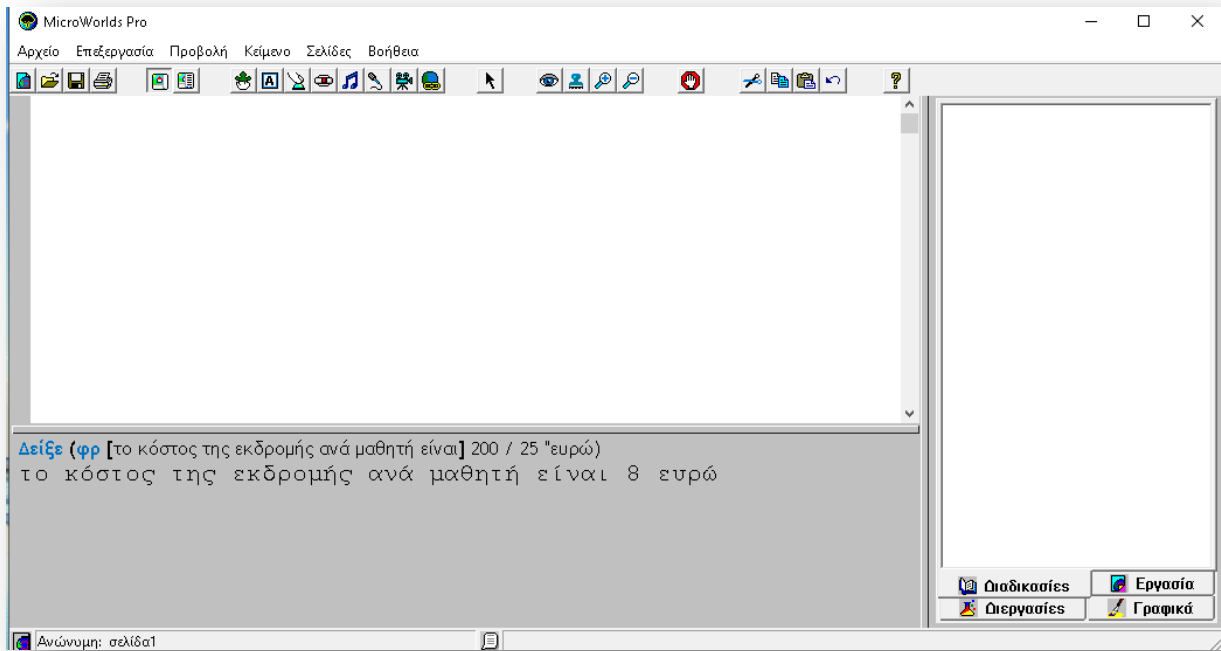 MicroWorlds Pro
Αρχείο Επεξεργασία Προβολή Κείμενο Σελίδες Βοήθεια
Δείξε (φρ [το κόστος της εκδρομής ανά μαθητή είναι] 200 / 25 "ευρώ)
το κόστος της εκδρομής ανά μαθητή είναι 8 ευρώ
Διαδικασίες Εργασία
Διεργασίες Γραφικά
Ανώνυμη: σελίδα1